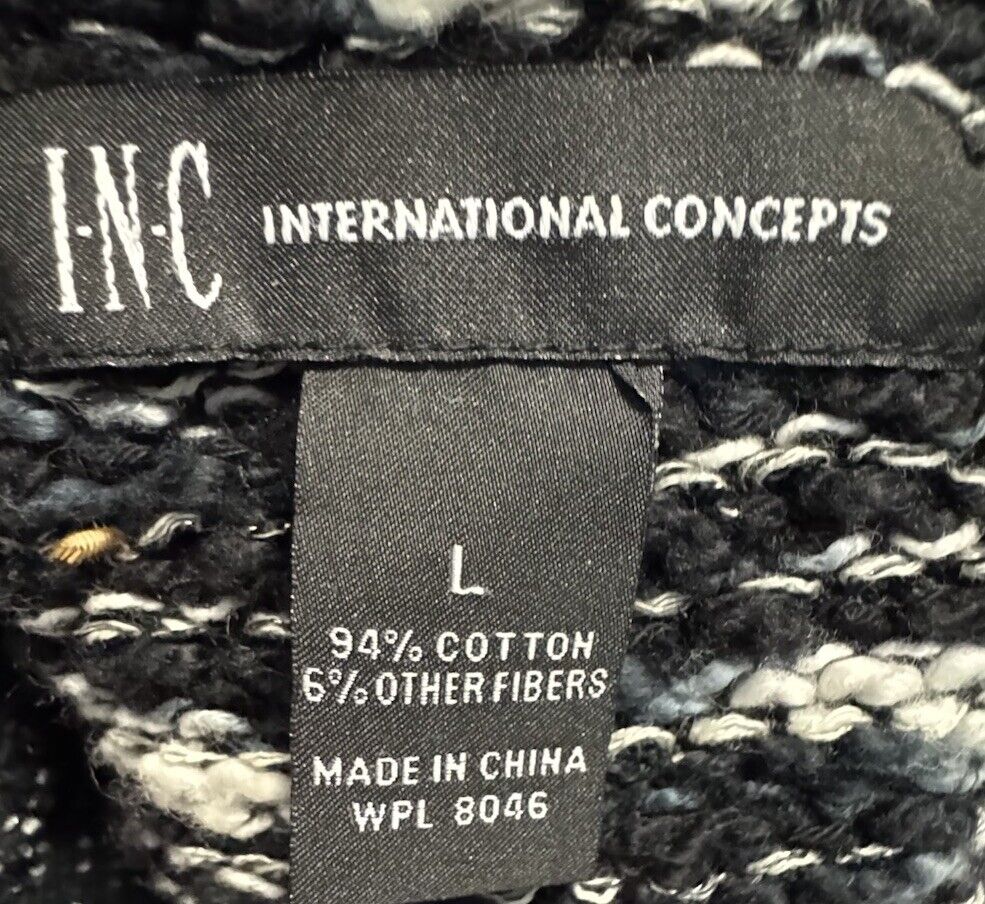 I-N-C INTERNATIONAL CONCEPTS
L
94% COTTON
6% OTHER FIBERS
MADE IN CHINA
WPL 8046